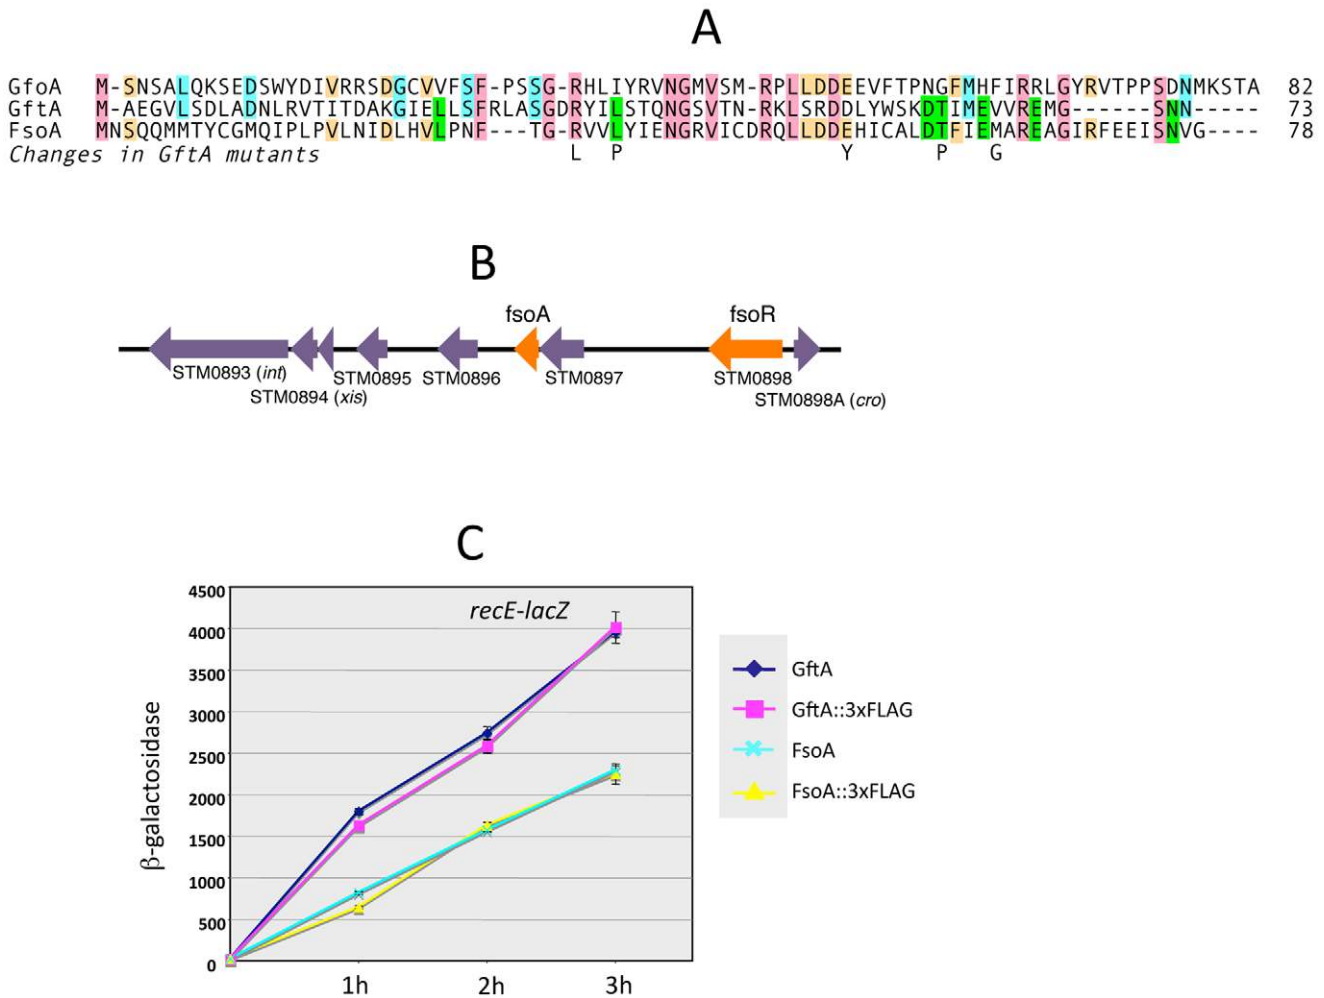 A
GfoA M-SNSALQKSEDSWYDIVRRSDGCVVFSF-PSSG-RHLIYRVNGMVSM-RPLLDDEEVFTPNGFMHFIRRLGYRVTPPSDNMKSTA 82
GftA M-AEGVLSDLADNLRVTITDAKGIELLSFRLASGDRYILSTQNGSVTN-RKLSRDDLYWSKDTIMEVVREMG------SNN----- 73
FsoA MNSQQMMTYCGMQIPLPVLNIDLHVLPNF---TG-RVVLYIENGRVICDRQLLDDEHICALDTFIEMAREAGIRFEEISNVG---- 78
Changes in GftA mutants L P Y P G
B
fsoA fsoR
STM0893 (int) STM0895 STM0896 STM0897 STM0898
STM0894 (xis) STM0898A (cro)
C
4500
recE-lacZ
4000
3500
3000
2500
2000
1500
1000
500
0
β-galactosidase
1h 2h 3h
GftA
GftA::3xFLAG
FsoA
FsoA::3xFLAG